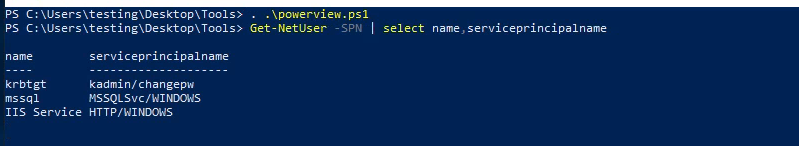 PS C:\Users\testing\Desktop\Tools> . .\powerview.ps1
PS C:\Users\testing\Desktop\Tools> Get-NetUser -SPN | select name,serviceprincipalname
name        serviceprincipalname
----        --------------------
krbtgt      kadmin/changepw
mssql       MSSQLSvc/WINDOWS
IIS Service HTTP/WINDOWS